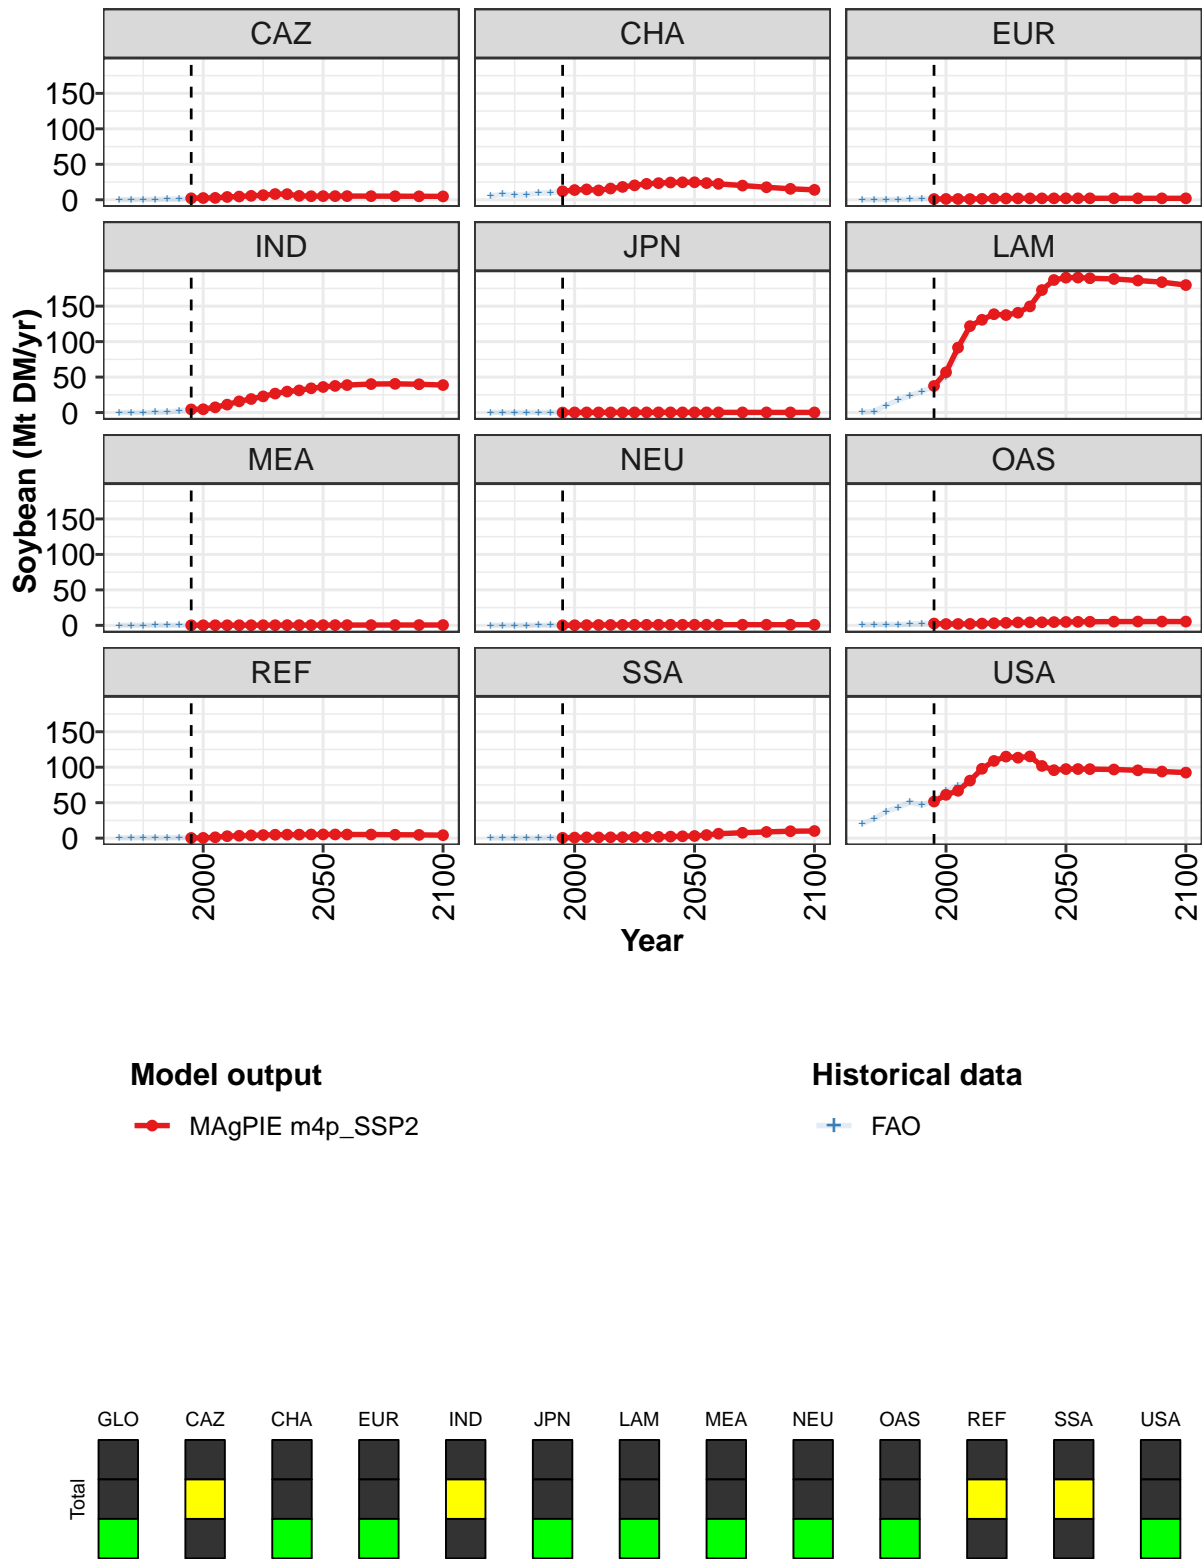 CAZ CHA EUR
150
100
50
0
IND JPN LAM
150
100
50
0
MEA NEU OAS
150
100
50
0
REF SSA USA
150
100
50
0
Soybean (Mt DM/yr)
2000 2050 2100 2000 2050 2100 2000 2050 2100
Year
Model output Historical data
MAgPIE m4p_SSP2 FAO
GLO CAZ CHA EUR IND JPN LAM MEA NEU OAS REF SSA USA
Total